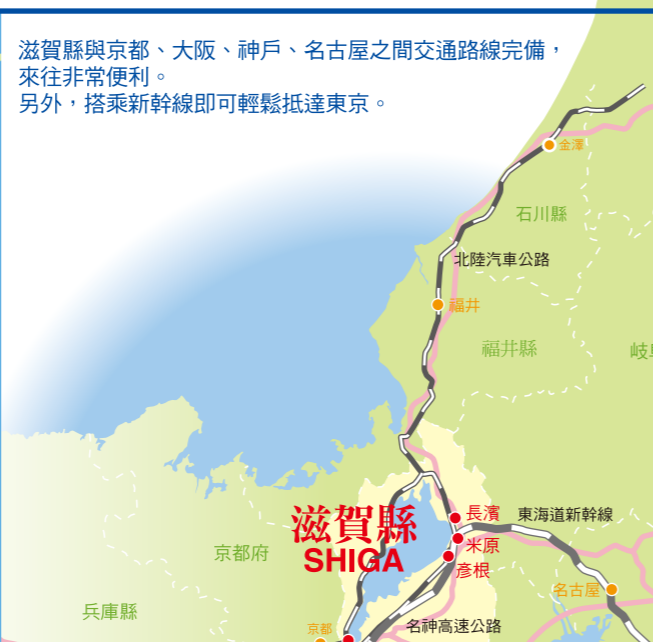 滋賀縣與京都、大阪、神戶、名古屋之間交通路線完備，
來往非常便利。
另外，搭乘新幹線即可輕鬆抵達東京。
金澤
石川縣
北陸汽車公路
福井
福井縣
岐阜
滋賀縣
SHIGA
長濱
東海道新幹線
米原
京都府
彥根
名古屋
兵庫縣
京都
名神高速公路